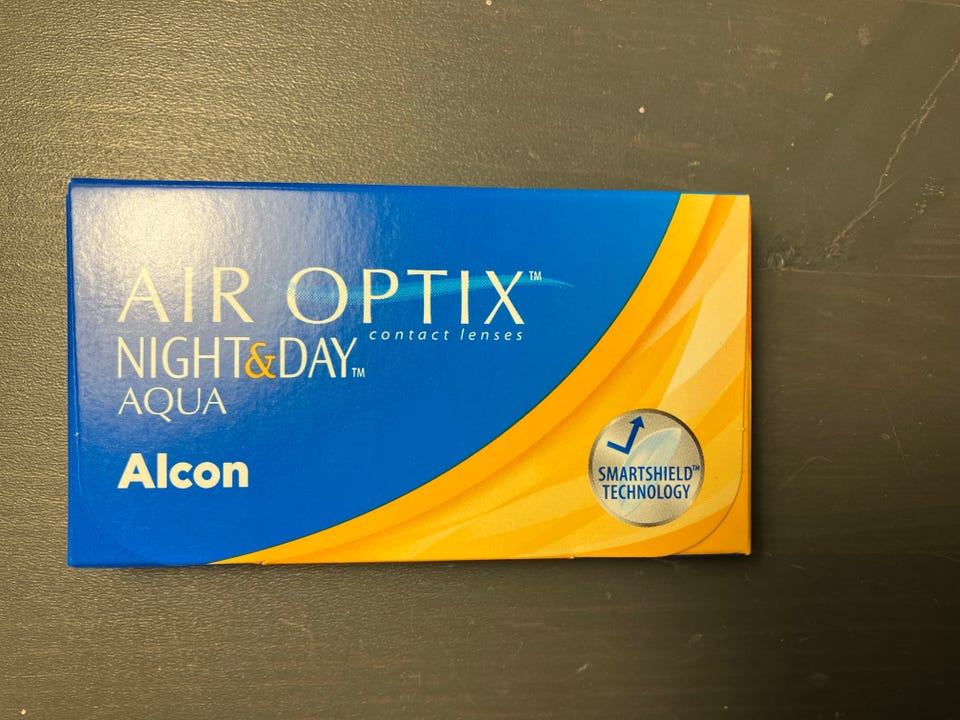 AIR OPTIX™
contact lenses
NIGHT&DAY™
AQUA
Alcon
SMARTSHIELD™
TECHNOLOGY